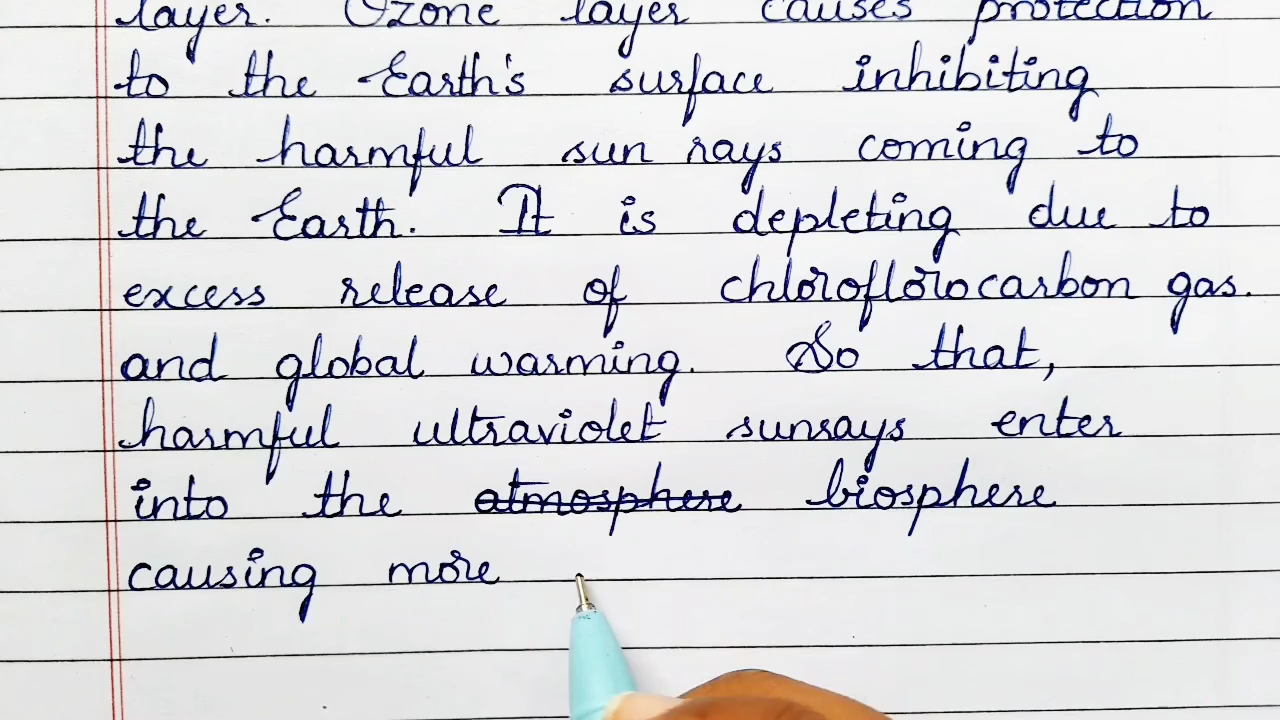 layer. Ozone layer causes protection
to the Earth's surface inhibiting
the harmful sun rays coming to
the Earth. It is depleting due to
excess release of chloroflorocarbon gas.
and global warming. So that,
harmful ultraviolet sunrays enter
into the atmosphere biosphere
causing more